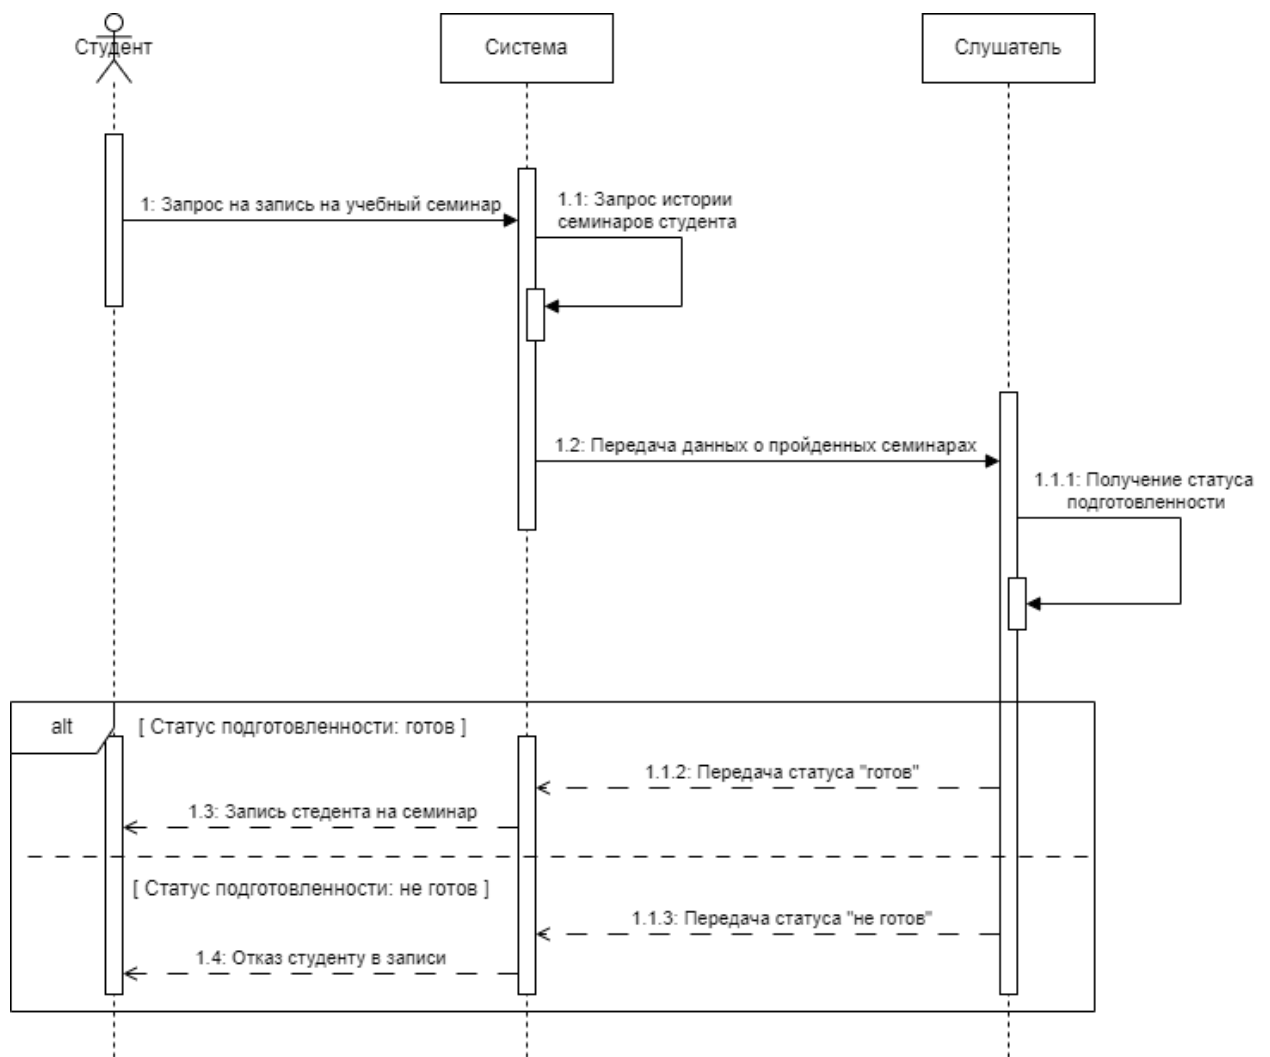 Студент
Система
Слушатель
1: Запрос на запись на учебный семинар
1.1: Запрос истории
семинаров студента
1.2: Передача данных о пройденных семинарах
1.1.1: Получение статуса
подготовленности
alt
[ Статус подготовленности: готов ]
1.1.2: Передача статуса "готов"
1.3: Запись стедента на семинар
[ Статус подготовленности: не готов ]
1.1.3: Передача статуса "не готов"
1.4: Отказ студенту в записи